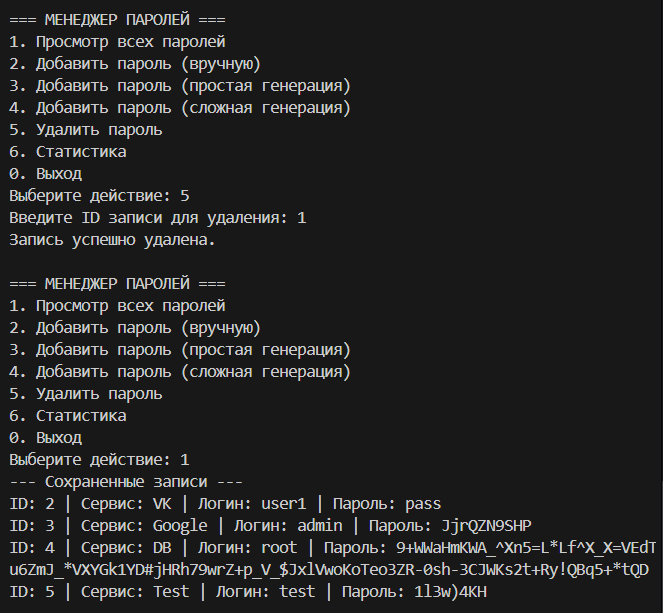 === МЕНЕДЖЕР ПАРОЛЕЙ ===
1. Просмотр всех паролей
2. Добавить пароль (вручную)
3. Добавить пароль (простая генерация)
4. Добавить пароль (сложная генерация)
5. Удалить пароль
6. Статистика
0. Выход
Выберите действие: 5
Введите ID записи для удаления: 1
Запись успешно удалена.

=== МЕНЕДЖЕР ПАРОЛЕЙ ===
1. Просмотр всех паролей
2. Добавить пароль (вручную)
3. Добавить пароль (простая генерация)
4. Добавить пароль (сложная генерация)
5. Удалить пароль
6. Статистика
0. Выход
Выберите действие: 1
--- Сохраненные записи ---
ID: 2 | Сервис: VK | Логин: user1 | Пароль: pass
ID: 3 | Сервис: Google | Логин: admin | Пароль: JjrQZN9SHP
ID: 4 | Сервис: DB | Логин: root | Пароль: 9+WWaHmKWA_^Xn5=L*Lf^X_X=VEdT
u6ZmJ_*VXYGk1YD#jHRh79wrZ+p_V_$JxlVwoKoTeo3ZR-0sh-3CJWKs2t+Ry!QBq5+*tQD
ID: 5 | Сервис: Test | Логин: test | Пароль: 1l3w)4KH